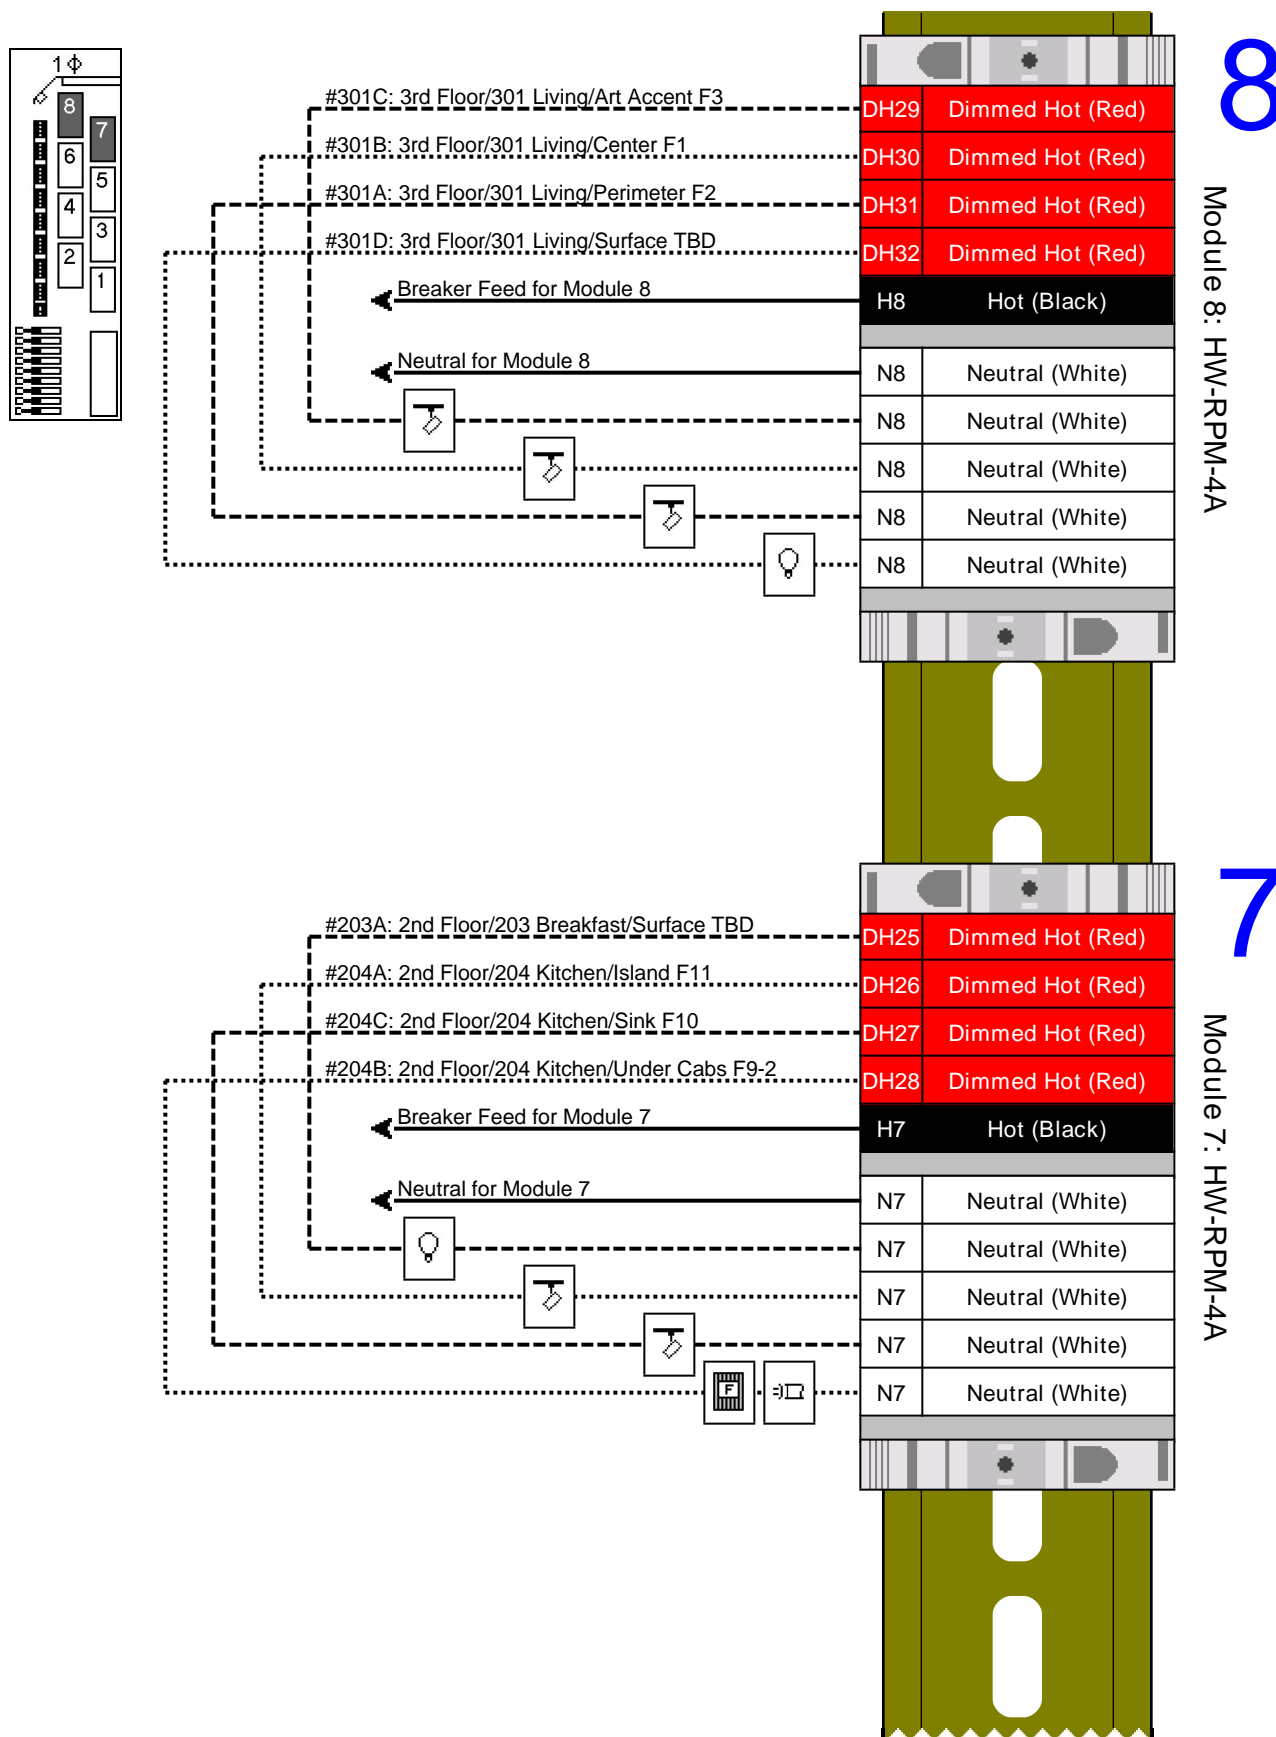 1Φ
8
7
6
5
4
3
2
1
8
Module 8: HW-RPM-4A
#301C: 3rd Floor/301 Living/Art Accent F3
DH29 Dimmed Hot (Red)
#301B: 3rd Floor/301 Living/Center F1
DH30 Dimmed Hot (Red)
#301A: 3rd Floor/301 Living/Perimeter F2
DH31 Dimmed Hot (Red)
#301D: 3rd Floor/301 Living/Surface TBD
DH32 Dimmed Hot (Red)
Breaker Feed for Module 8
H8 Hot (Black)
Neutral for Module 8
N8 Neutral (White)
N8 Neutral (White)
N8 Neutral (White)
N8 Neutral (White)
N8 Neutral (White)
7
Module 7: HW-RPM-4A
#203A: 2nd Floor/203 Breakfast/Surface TBD
DH25 Dimmed Hot (Red)
#204A: 2nd Floor/204 Kitchen/Island F11
DH26 Dimmed Hot (Red)
#204C: 2nd Floor/204 Kitchen/Sink F10
DH27 Dimmed Hot (Red)
#204B: 2nd Floor/204 Kitchen/Under Cabs F9-2
DH28 Dimmed Hot (Red)
Breaker Feed for Module 7
H7 Hot (Black)
Neutral for Module 7
N7 Neutral (White)
N7 Neutral (White)
N7 Neutral (White)
N7 Neutral (White)
F
N7 Neutral (White)